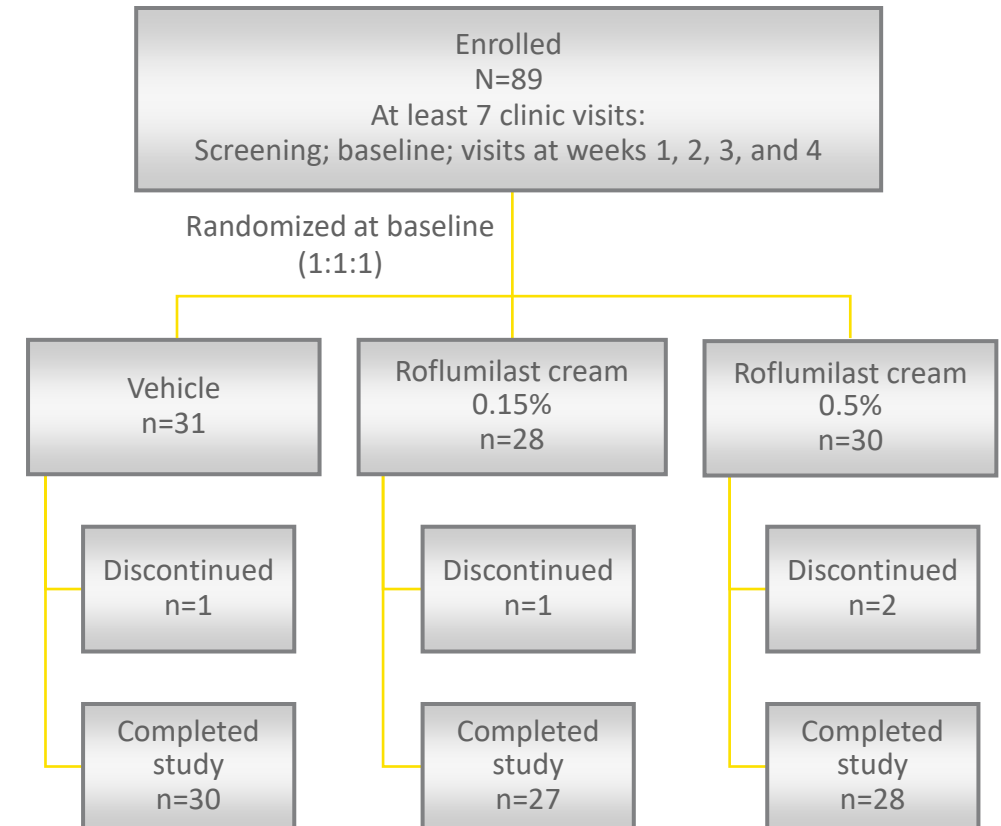 Enrolled
N=89
At least 7 clinic visits:
Screening; baseline; visits at weeks 1, 2, 3, and 4
Randomized at baseline
(1:1:1)
Vehicle
n=31
Roflumilast cream
0.15%
n=28
Roflumilast cream
0.5%
n=30
Discontinued
n=1
Discontinued
n=1
Discontinued
n=2
Completed
study
n=30
Completed
study
n=27
Completed
study
n=28